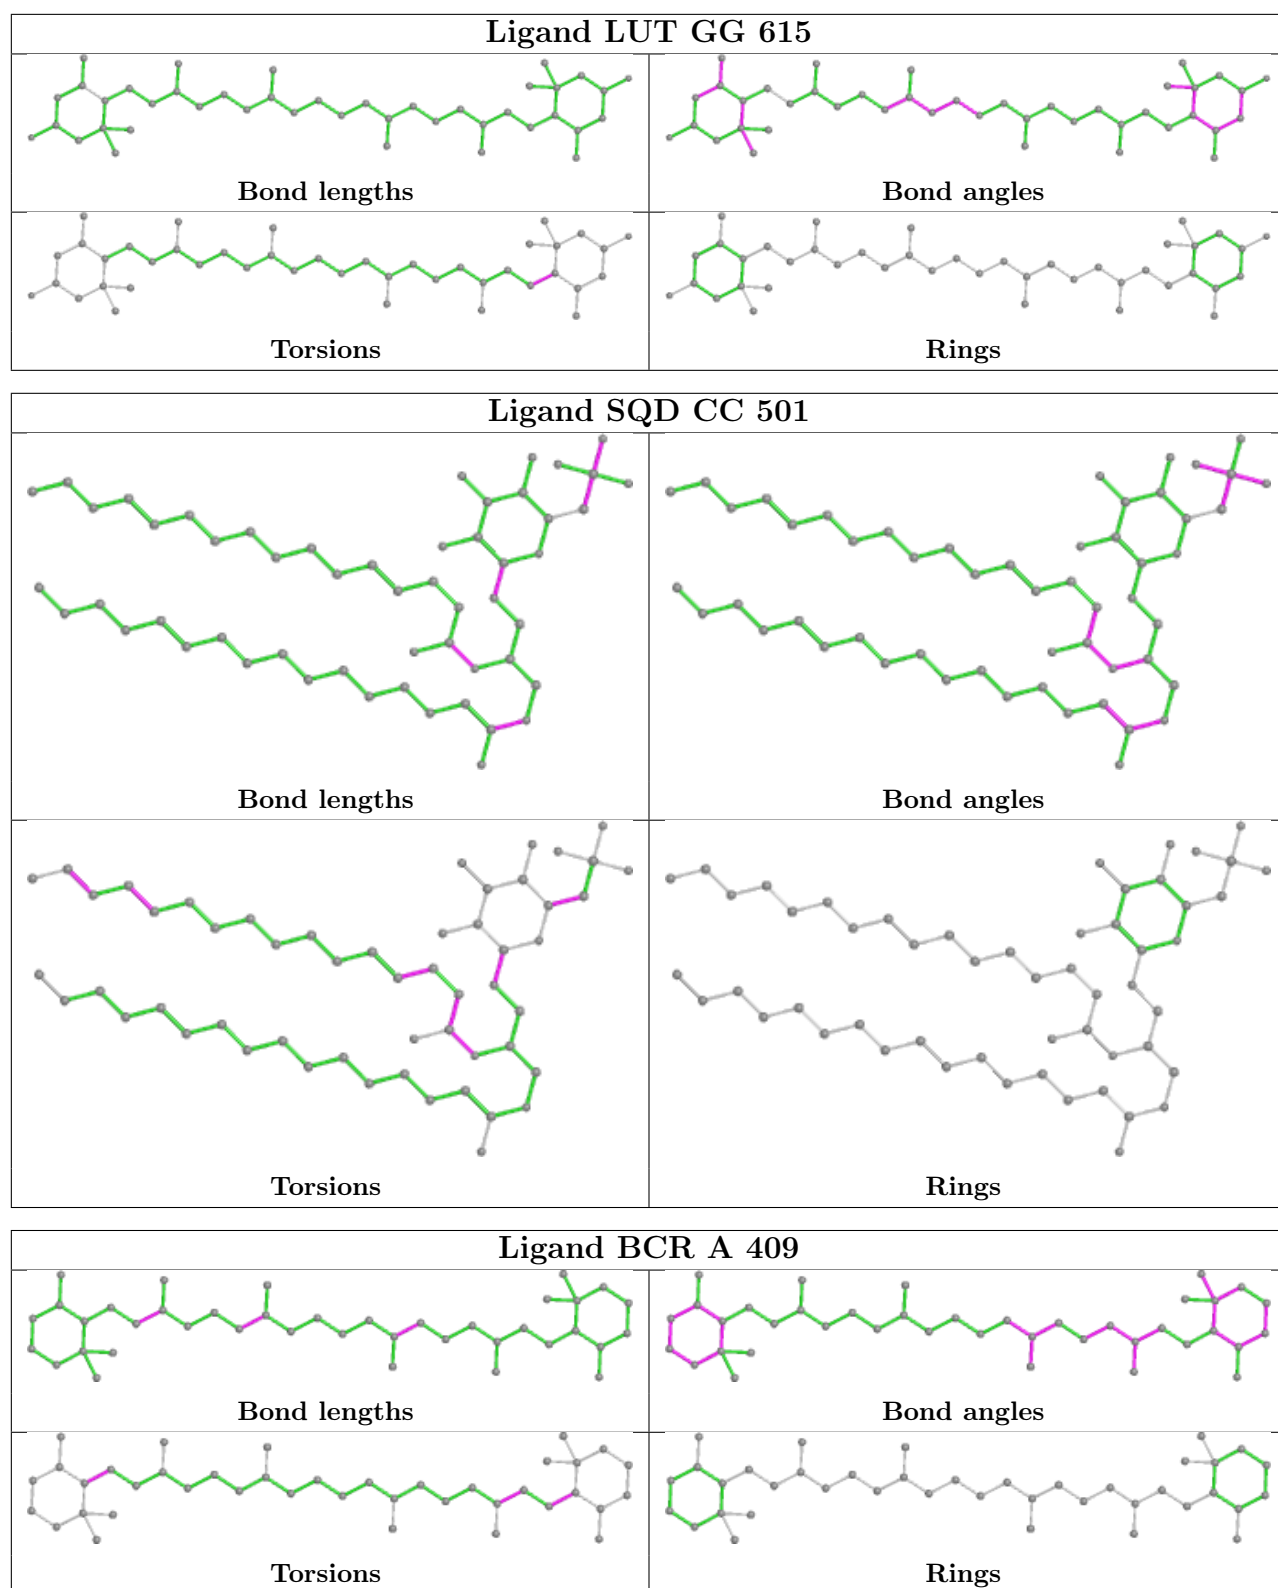 Ligand LUT GG 615
Bond lengths
Bond angles
Torsions
Rings
Ligand SQD CC 501
Bond lengths
Bond angles
Torsions
Rings
Ligand BCR A 409
Bond lengths
Bond angles
Torsions
Rings